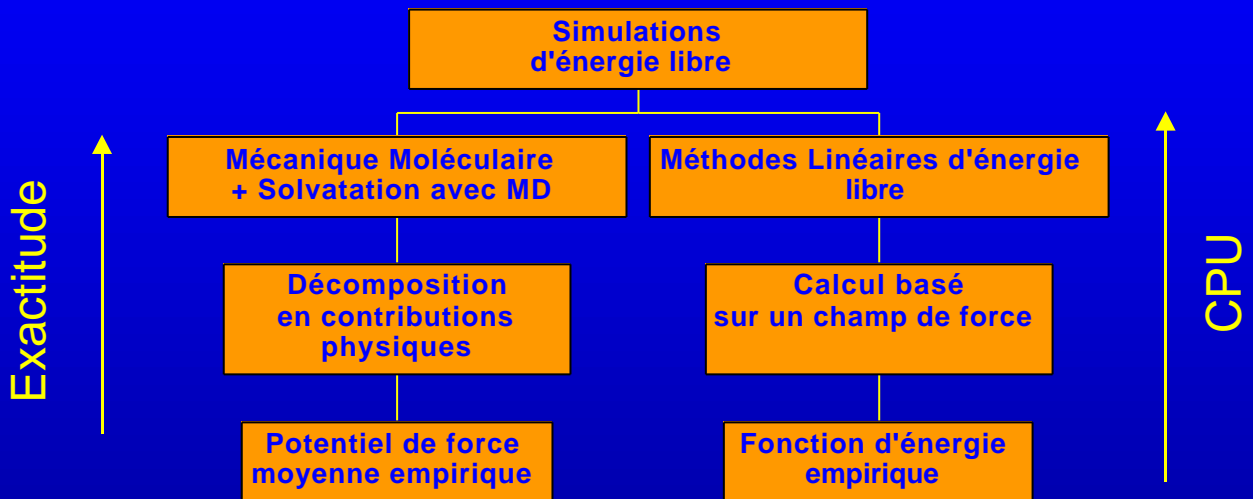 Simulations
d'énergie libre
Exactitude
Mécanique Moléculaire
+ Solvatation avec MD
Méthodes Linéaires d'énergie
libre
CPU
Décomposition
en contributions
physiques
Calcul basé
sur un champ de force
Potentiel de force
moyenne empirique
Fonction d'énergie
empirique